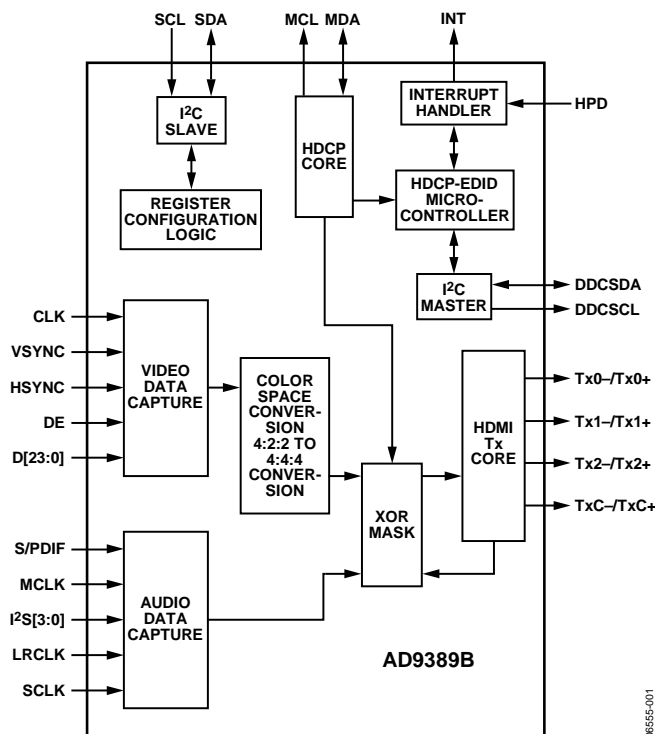 SCL SDA MCL MDA INT
I²C
SLAVE
HDCP
CORE
INTERRUPT
HANDLER
HPD
REGISTER
CONFIGURATION
LOGIC
HDCP-EDID
MICRO-
CONTROLLER
I²C
MASTER
DDCSDA
DDCSCL
CLK
VSYNC
HSYNC
DE
D[23:0]
VIDEO
DATA
CAPTURE
COLOR
SPACE
CONVER-
SION
4:2:2 TO
4:4:4
CONVER-
SION
XOR
MASK
HDMI
Tx
CORE
Tx0–/Tx0+
Tx1–/Tx1+
Tx2–/Tx2+
TxC–/TxC+
S/PDIF
MCLK
I²S[3:0]
LRCLK
SCLK
AUDIO
DATA
CAPTURE
AD9389B
06555-001